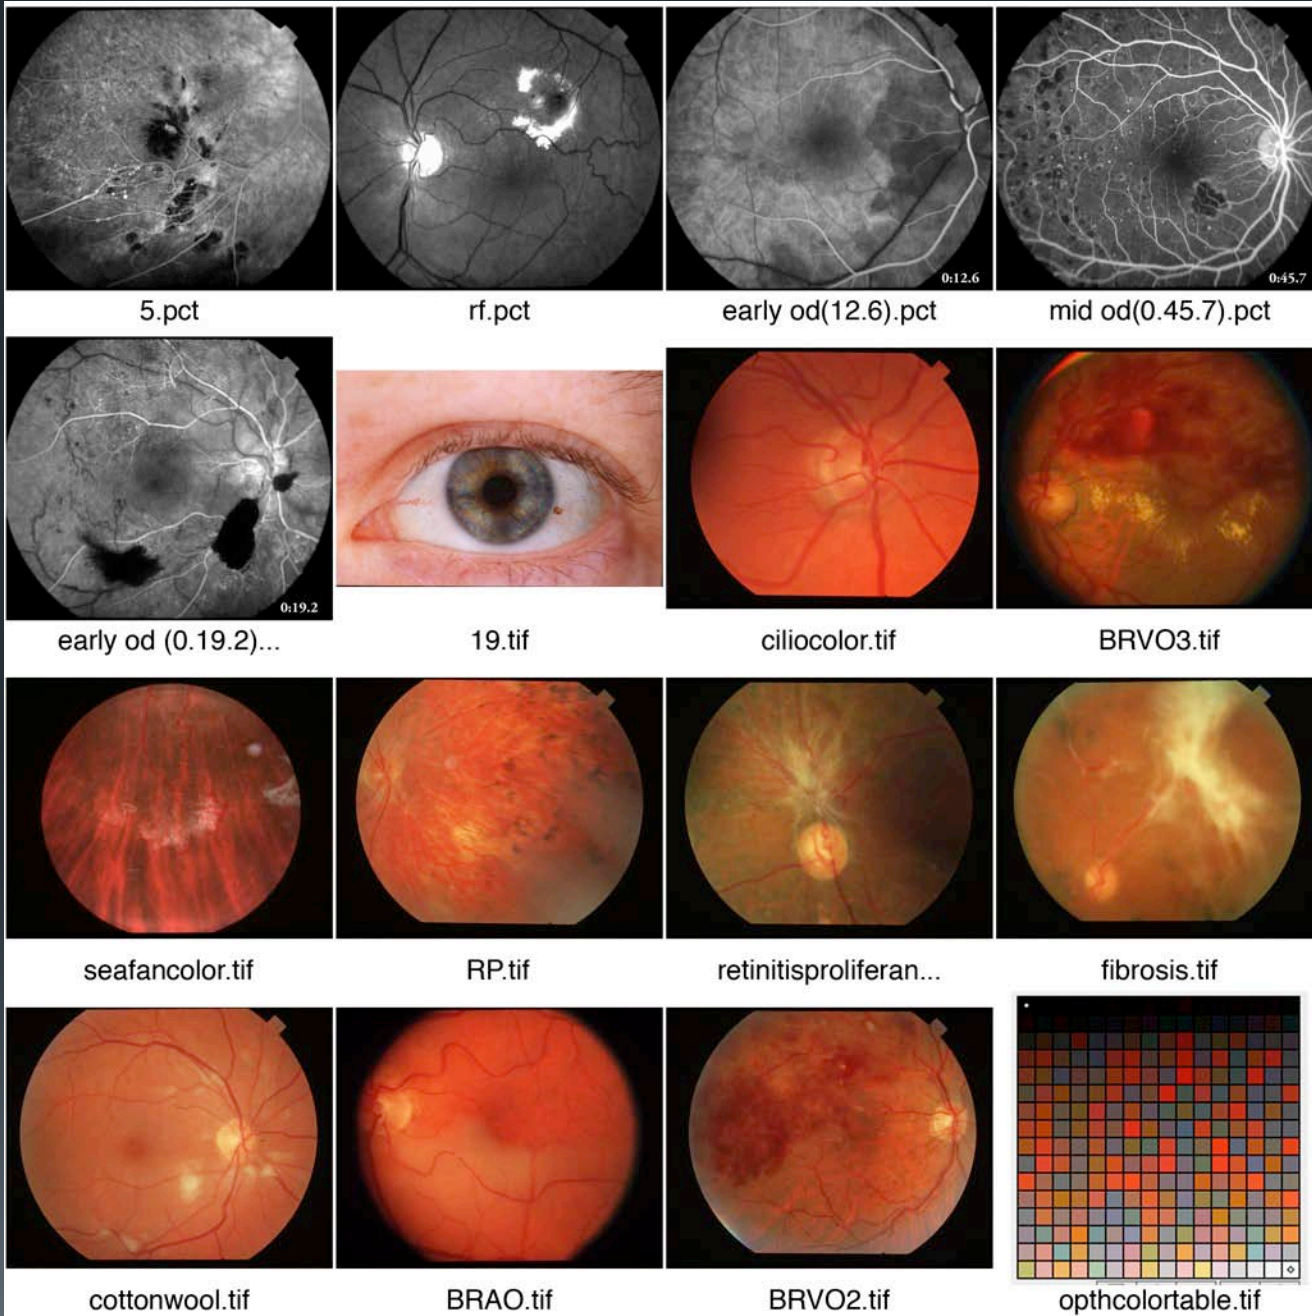 0:12.6
0:45.7
5.pct
rf.pct
early od(12.6).pct
mid od(0.45.7).pct
0:19.2
early od (0.19.2)...
19.tif
ciliocolor.tif
BRVO3.tif
seafancolor.tif
RP.tif
retinitisproliferan...
fibrosis.tif
cottonwool.tif
BRAO.tif
BRVO2.tif
opthcolortable.tif